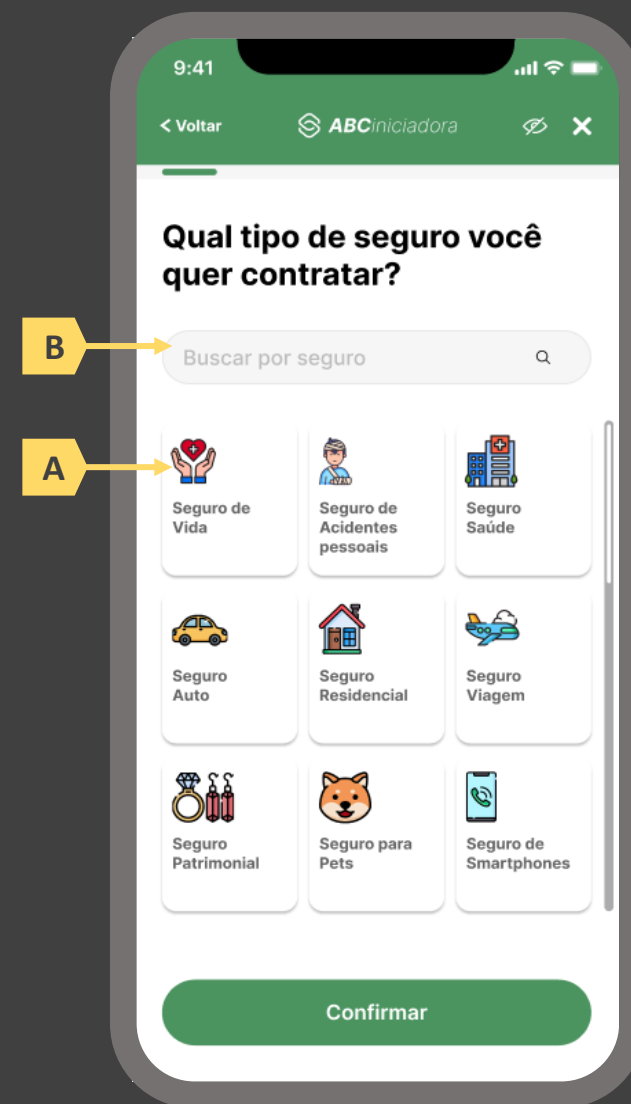 9:41
< Voltar ABCiniciadora
Qual tipo de seguro você
quer contratar?
B
Buscar por seguro
A
Seguro de
Vida
Seguro de
Acidentes
pessoais
Seguro
Saúde
Seguro
Auto
Seguro
Residencial
Seguro
Viagem
Seguro
Patrimonial
Seguro para
Pets
Seguro de
Smartphones
Confirmar